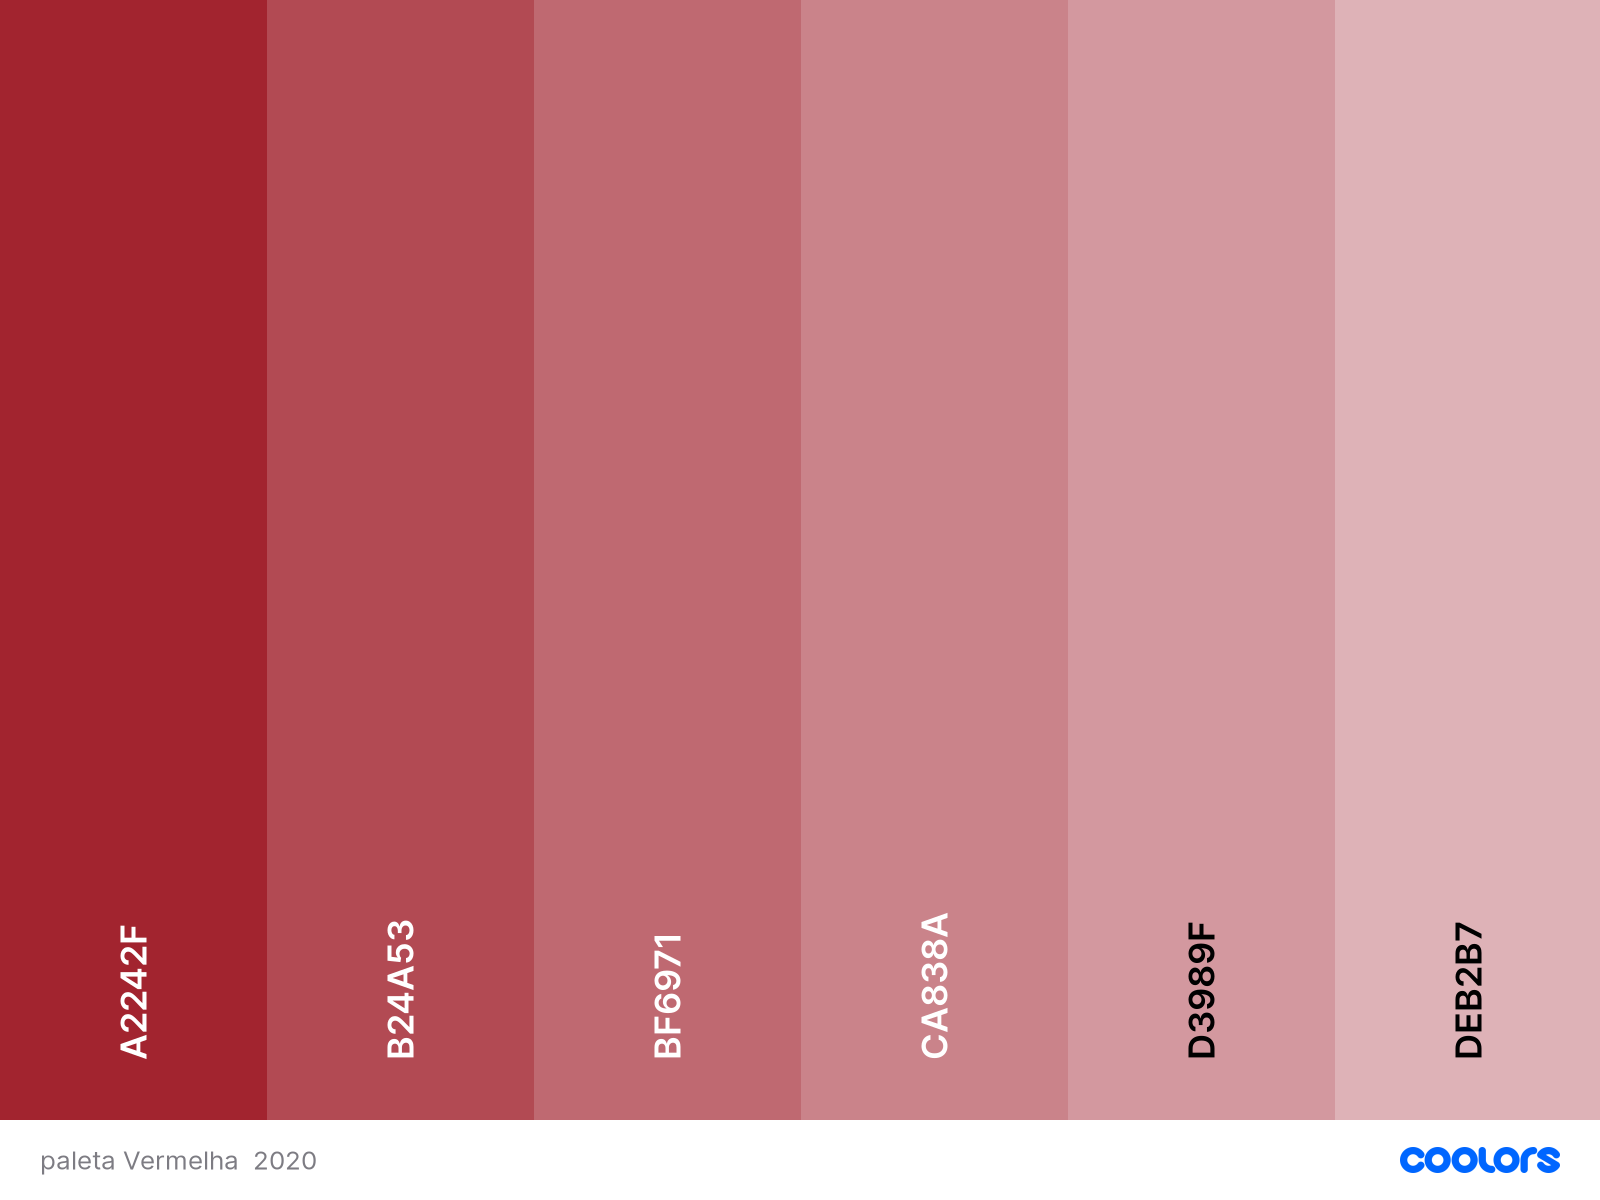 A2242F
B24A53
BF6971
CA838A
D3989F
DEB2B7
paleta Vermelha  2020
coolors